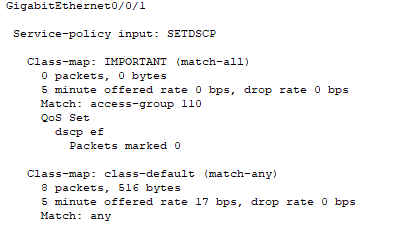 GigabitEthernet0/0/1
Service-policy input: SETDSCP
Class-map: IMPORTANT (match-all)
0 packets, 0 bytes
5 minute offered rate 0 bps, drop rate 0 bps
Match: access-group 110
QoS Set
dscp ef
Packets marked 0
Class-map: class-default (match-any)
8 packets, 516 bytes
5 minute offered rate 17 bps, drop rate 0 bps
Match: any